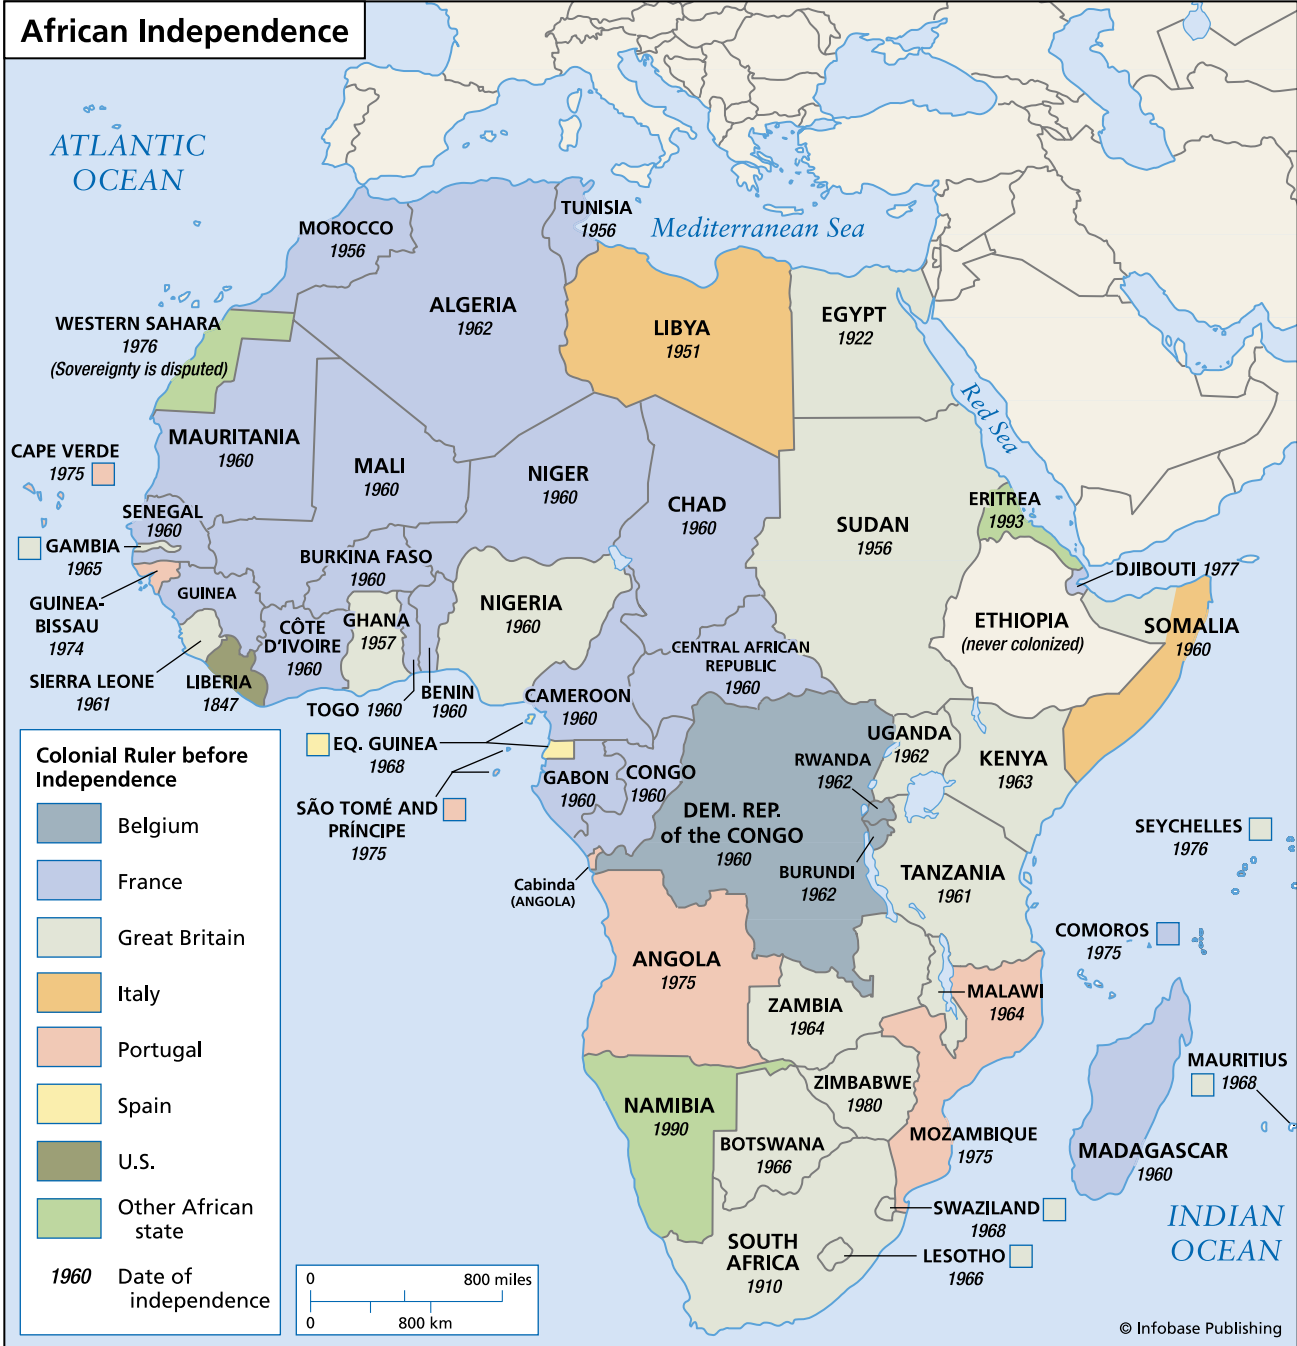 African Independence
ATLANTIC
OCEAN
MOROCCO
1956
TUNISIA
1956
Mediterranean Sea
ALGERIA
1962
LIBYA
1951
EGYPT
1922
WESTERN SAHARA
1976
(Sovereignty is disputed)
Red Sea
MAURITANIA
1960
CAPE VERDE
1975
MALI
1960
NIGER
1960
CHAD
1960
SUDAN
1956
ERITREA
1993
SENEGAL
1960
GAMBIA
1965
BURKINA FASO
1960
DJIBOUTI 1977
GUINEA-
BISSAU
1974
GUINEA
NIGERIA
1960
ETHIOPIA
(never colonized)
SOMALIA
1960
CÔTE
D'IVOIRE
1960
GHANA
1957
CENTRAL AFRICAN
REPUBLIC
1960
SIERRA LEONE
1961
LIBERIA
1847
TOGO 1960
BENIN
1960
CAMEROON
1960
EQ. GUINEA
1968
UGANDA
1962
KENYA
1963
RWANDA
1962
GABON
1960
CONGO
1960
SÃO TOMÉ AND
PRÍNCIPE
1975
DEM. REP.
of the CONGO
1960
SEYCHELLES
1976
BURUNDI
1962
TANZANIA
1961
Cabinda
(ANGOLA)
COMOROS
1975
ANGOLA
1975
ZAMBIA
1964
MALAWI
1964
MAURITIUS
1968
ZIMBABWE
1980
NAMIBIA
1990
BOTSWANA
1966
MOZAMBIQUE
1975
MADAGASCAR
1960
SWAZILAND
1968
INDIAN
OCEAN
SOUTH
AFRICA
1910
LESOTHO
1966
Colonial Ruler before
Independence
Belgium
France
Great Britain
Italy
Portugal
Spain
U.S.
Other African
state
1960 Date of
independence
0 800 miles
0 800 km
© Infobase Publishing